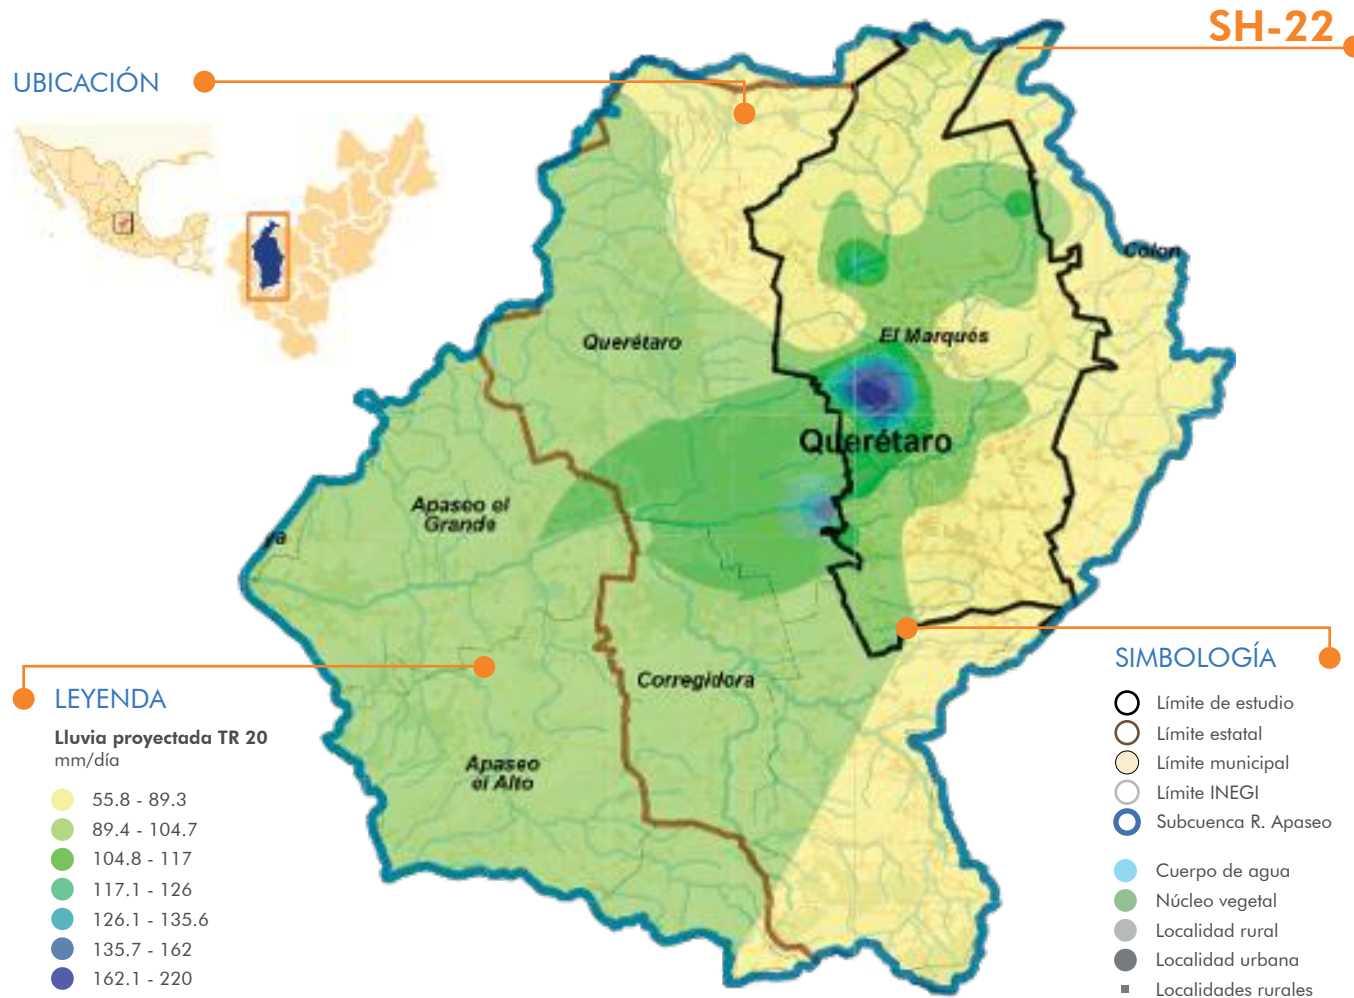 SH-22
UBICACIÓN
Colon
Querétaro
El Marqués
Querétaro
Apaseo el
Grande
Corregidora
Apaseo
el Alto
LEYENDA
Lluvia proyectada TR 20
mm/día
55.8 - 89.3
89.4 - 104.7
104.8 - 117
117.1 - 126
126.1 - 135.6
135.7 - 162
162.1 - 220
SIMBOLOGÍA
Límite de estudio
Límite estatal
Límite municipal
Límite INEGI
Subcuenca R. Apaseo
Cuerpo de agua
Núcleo vegetal
Localidad rural
Localidad urbana
Localidades rurales